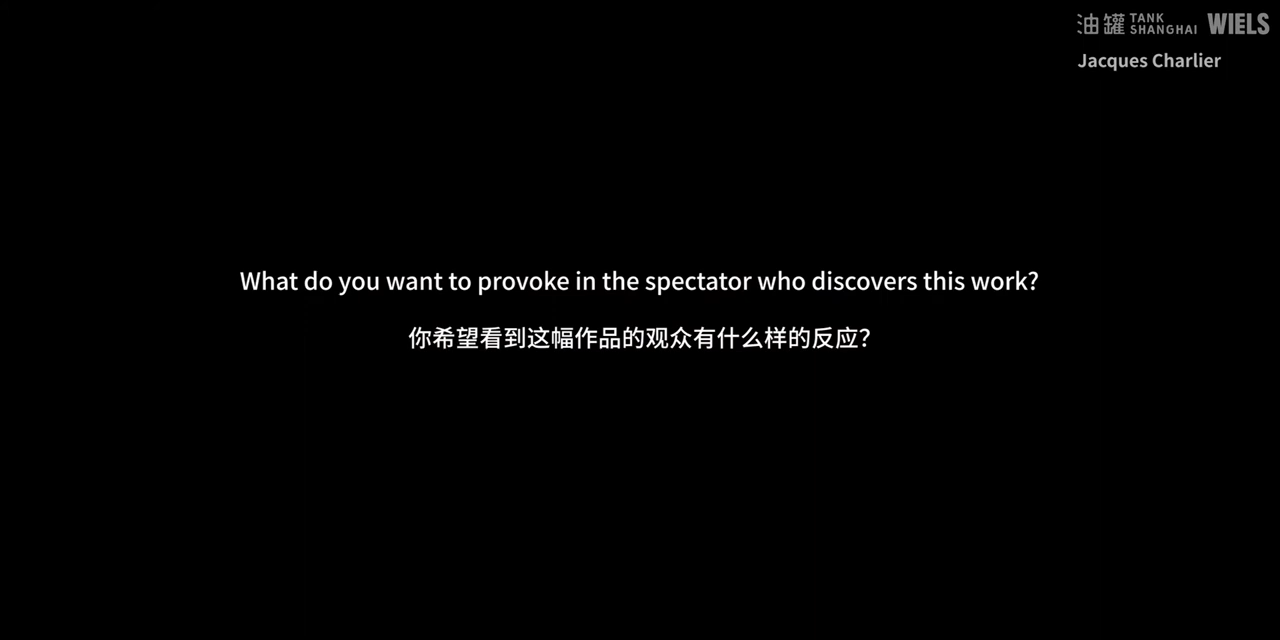 油罐 TANK SHANGHAI WIELS
Jacques Charlier
What do you want to provoke in the spectator who discovers this work?
你希望看到这幅作品的观众有什么样的反应?